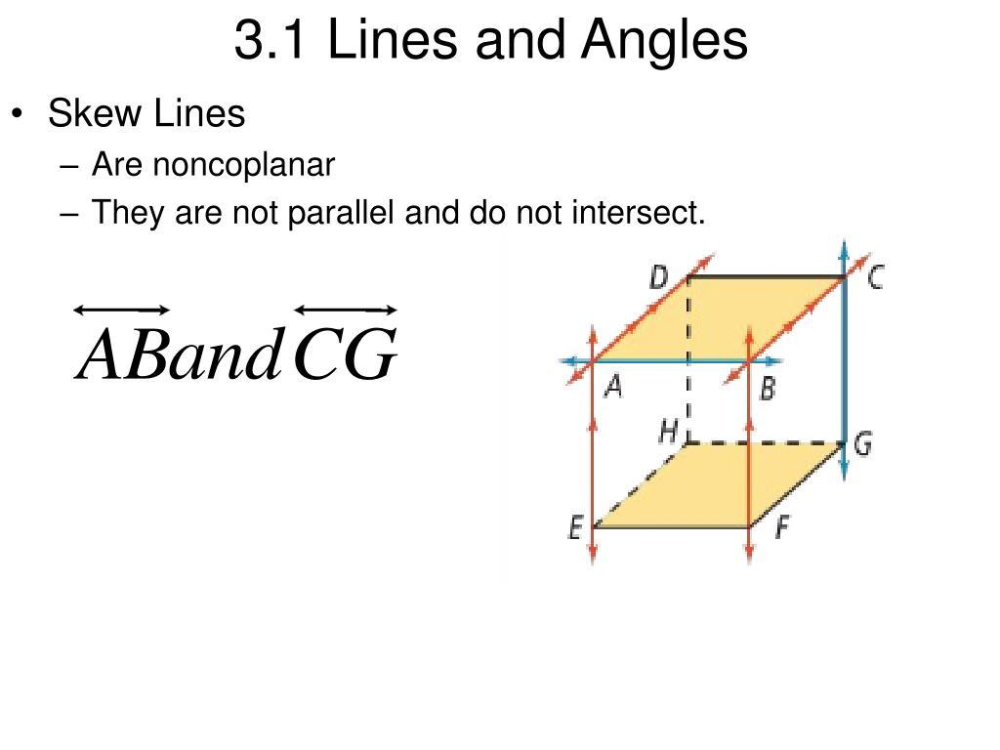 3.1 Lines and Angles
• Skew Lines
– Are noncoplanar
– They are not parallel and do not intersect.
AB and CG
D C
A B
H G
E F